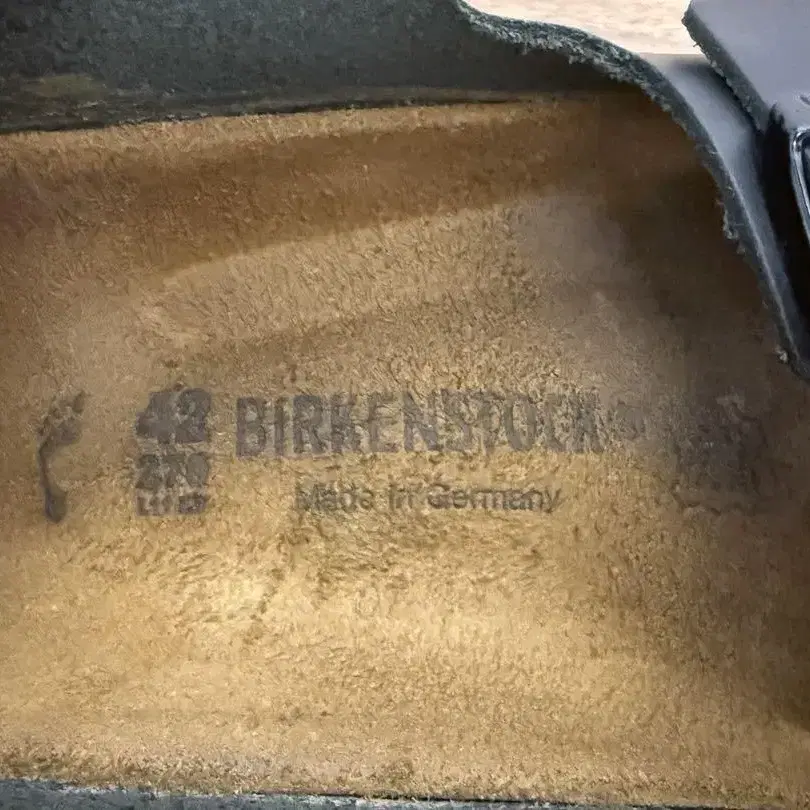 42 BIRKENSTOCK
270
Made in Germany